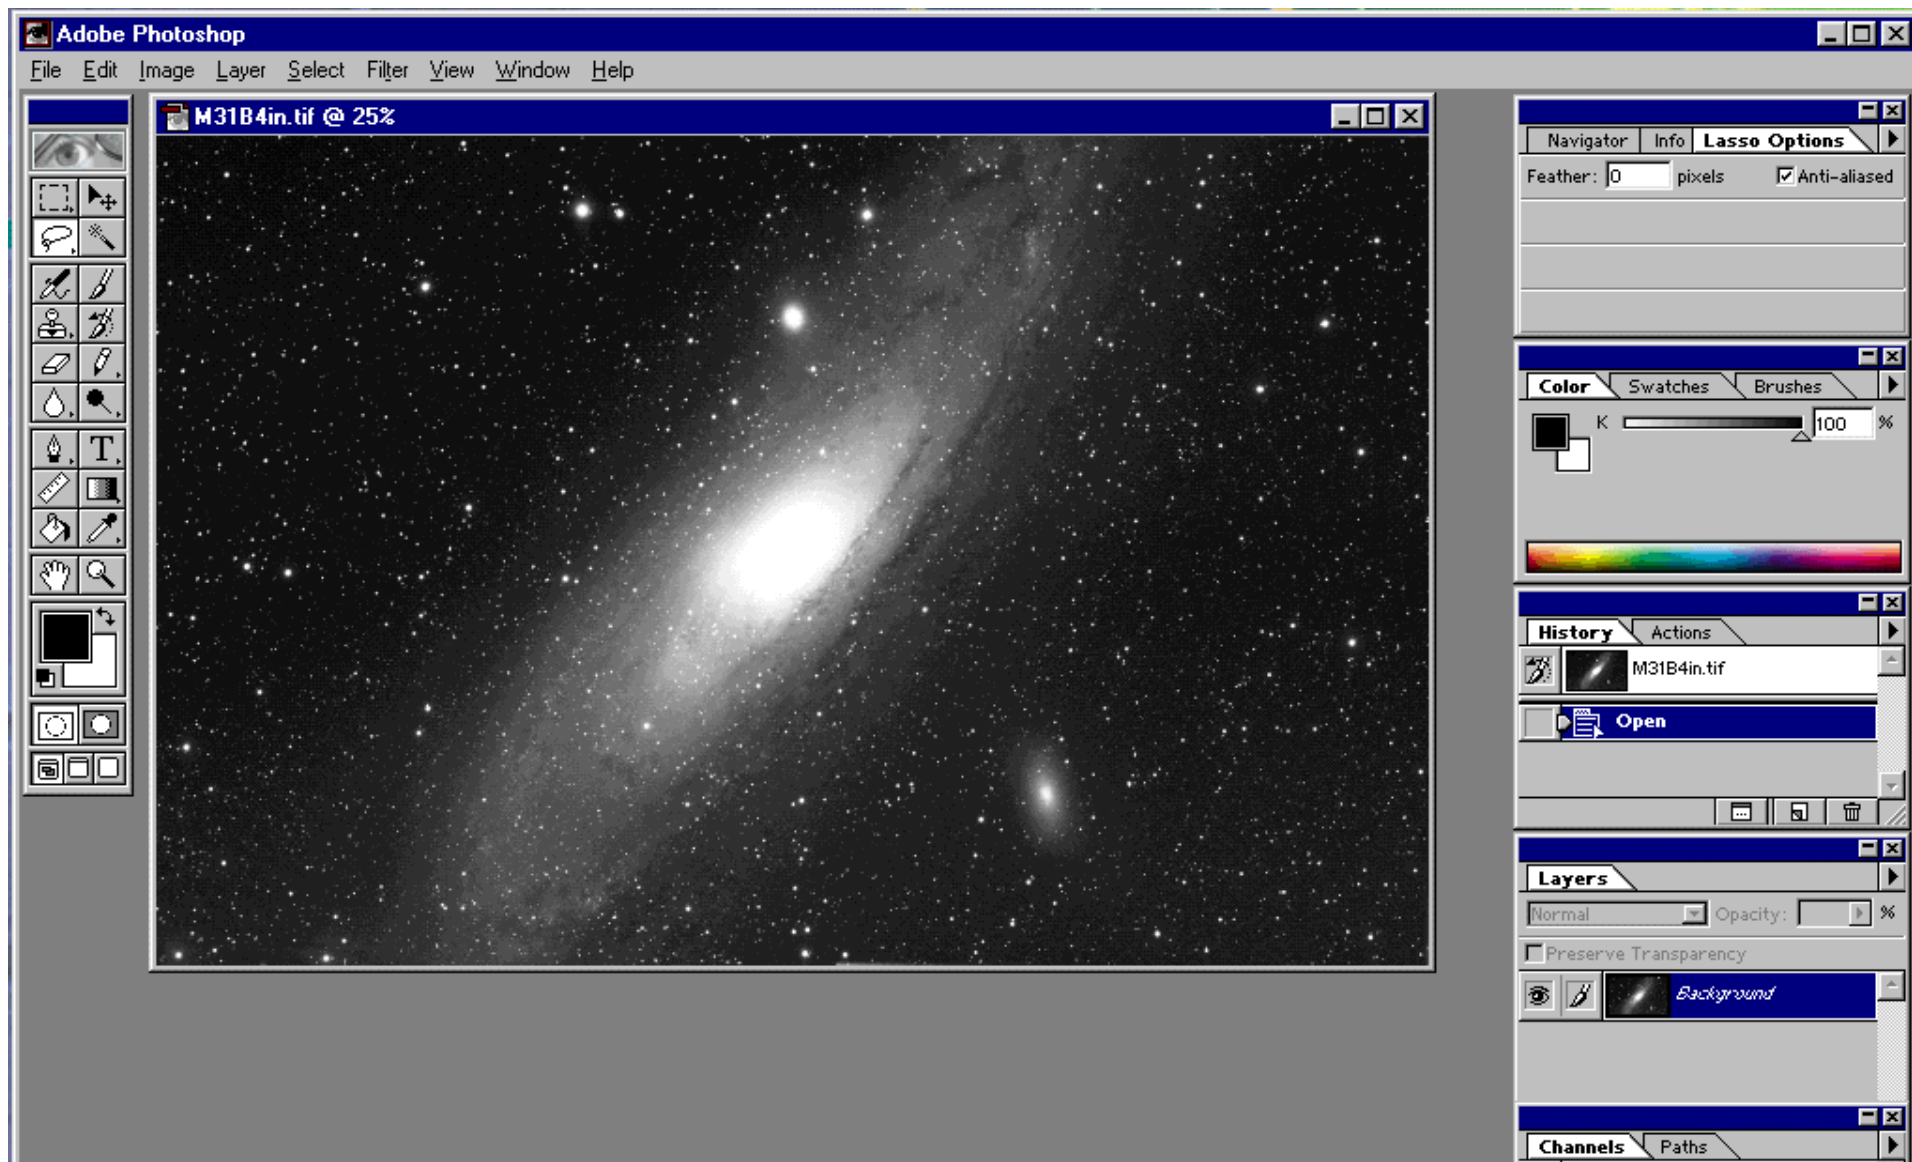 Adobe Photoshop
File Edit Image Layer Select Filter View Window Help
M31B4in.tif @ 25%
Navigator Info Lasso Options
Feather: 0 pixels Anti-aliased
Color Swatches Brushes
K 100 %
T
History Actions
M31B4in.tif
Open
Layers
Normal Opacity: %
Preserve Transparency
Background
Channels Paths